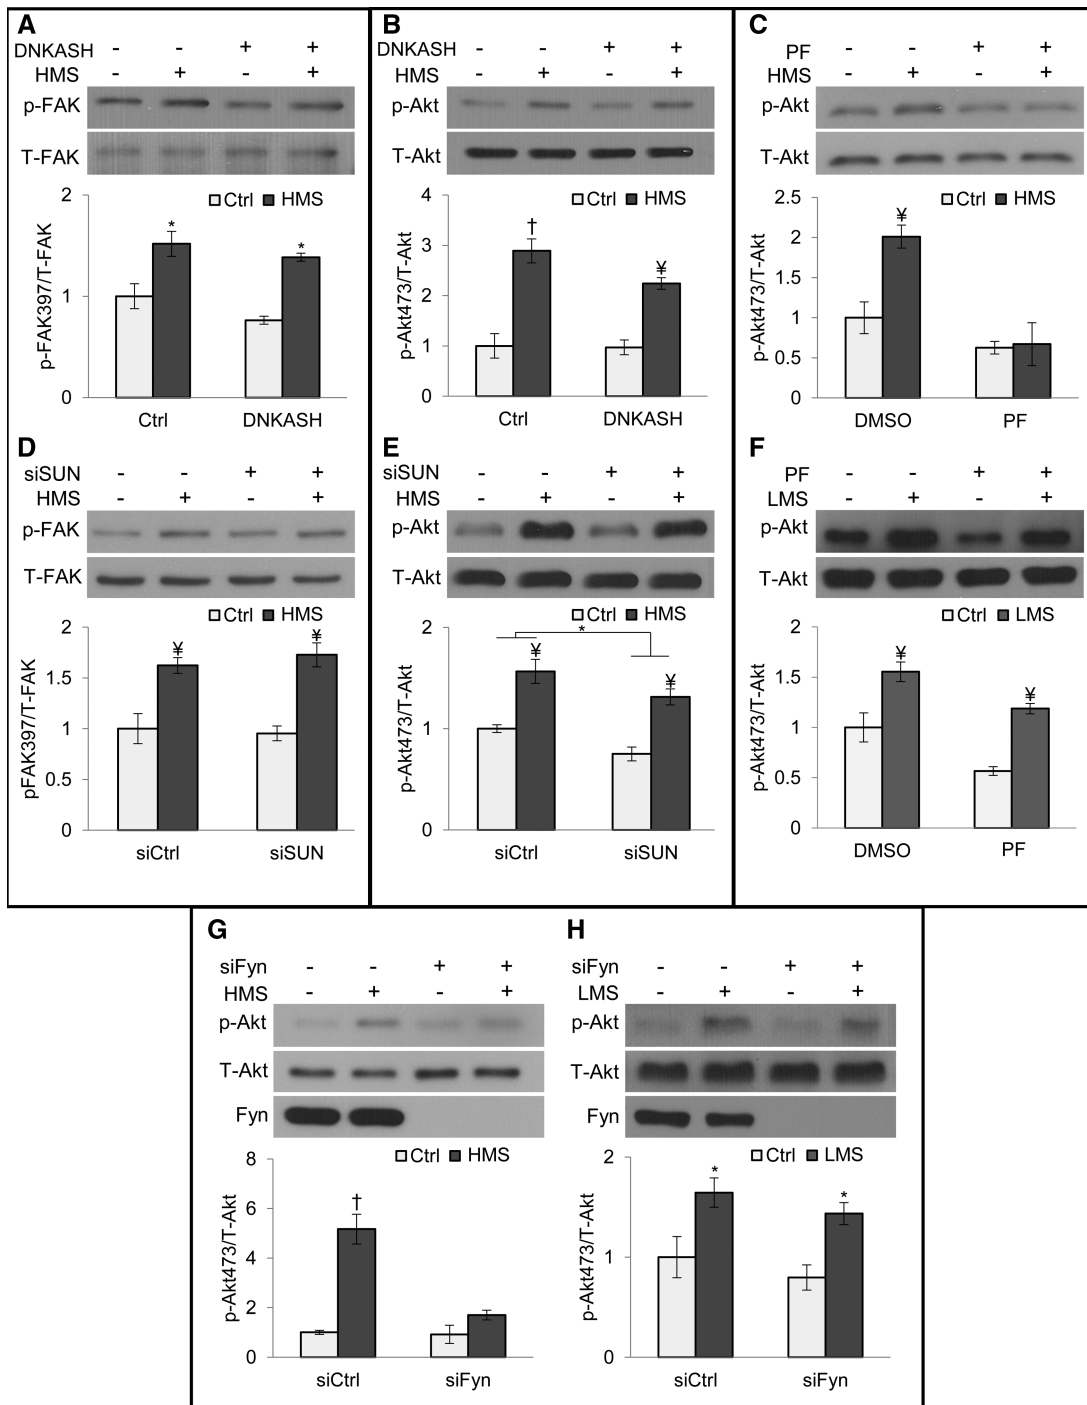 A
DNKASH - - + +
HMS - + - +
p-FAK
T-FAK
Ctrl HMS
p-FAK397/T-FAK
2
1
0
* *
Ctrl DNKASH
B
DNKASH - - + +
HMS - + - +
p-Akt
T-Akt
Ctrl HMS
p-Akt473/T-Akt
4
3
2
1
0
† ¥
Ctrl DNKASH
C
PF - - + +
HMS - + - +
p-Akt
T-Akt
Ctrl HMS
p-Akt473/T-Akt
2.5
2
1
0.5
0
¥
DMSO PF
D
siSUN - - + +
HMS - + - +
p-FAK
T-FAK
Ctrl HMS
pFAK397/T-FAK
2
1.5
1
0.5
0
¥ ¥
siCtrl siSUN
E
siSUN - - + +
HMS - + - +
p-Akt
T-Akt
Ctrl HMS
p-Akt473/T-Akt
2
1
0
*
¥ ¥
siCtrl siSUN
F
PF - - + +
LMS - + - +
p-Akt
T-Akt
Ctrl LMS
p-Akt473/T-Akt
2
1
0.5
0
¥ ¥
DMSO PF
G
siFyn - - + +
HMS - + - +
p-Akt
T-Akt
Fyn
Ctrl HMS
p-Akt473/T-Akt
8
6
4
2
0
†
siCtrl siFyn
H
siFyn - - + +
LMS - + - +
p-Akt
T-Akt
Fyn
Ctrl LMS
p-Akt473/T-Akt
2
1
0
* *
siCtrl siFyn